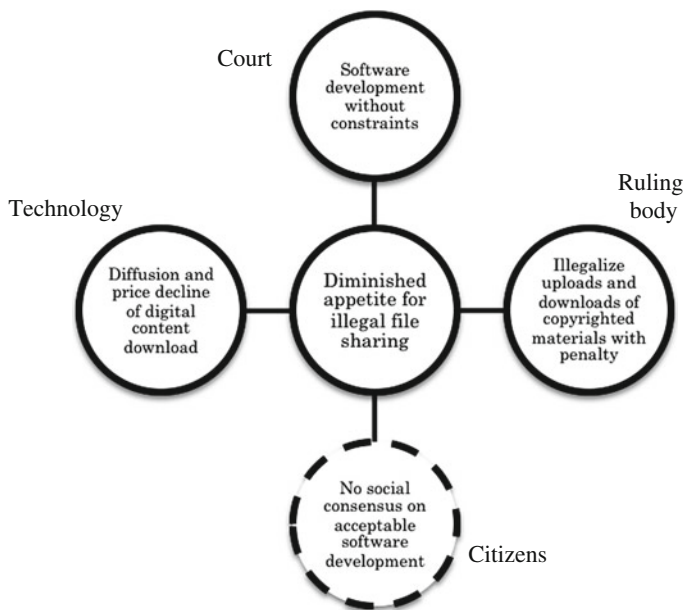 Court
Software
development
without
constraints
Ruling
body
Technology
Diffusion and
price decline
of digital
content
download
Diminished
appetite for
illegal file
sharing
Illegalize
uploads and
downloads of
copyrighted
materials with
penalty
No social
consensus on
acceptable
software
development
Citizens